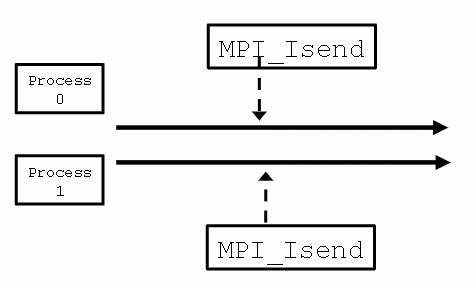 MPI_Isend
Process
0
Process
1
MPI_Isend